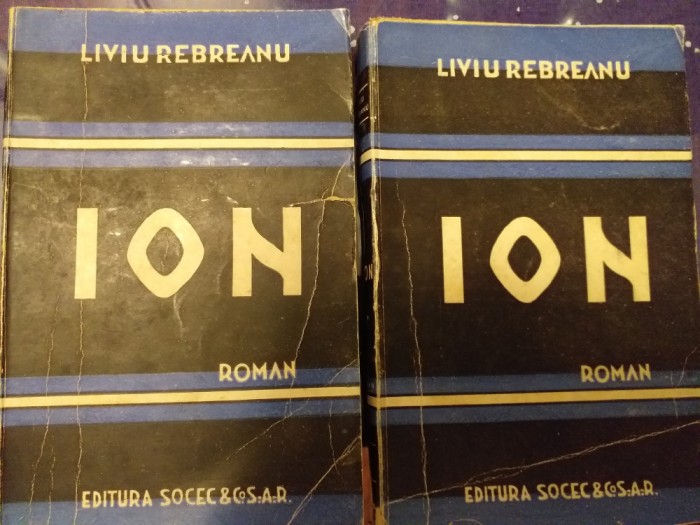 LIVIU REBREANU
ION
ROMAN
EDITURA SOCEC & Co S.A.R.
LIVIU REBREANU
ION
ROMAN
EDITURA SOCEC & Co S.A.R.